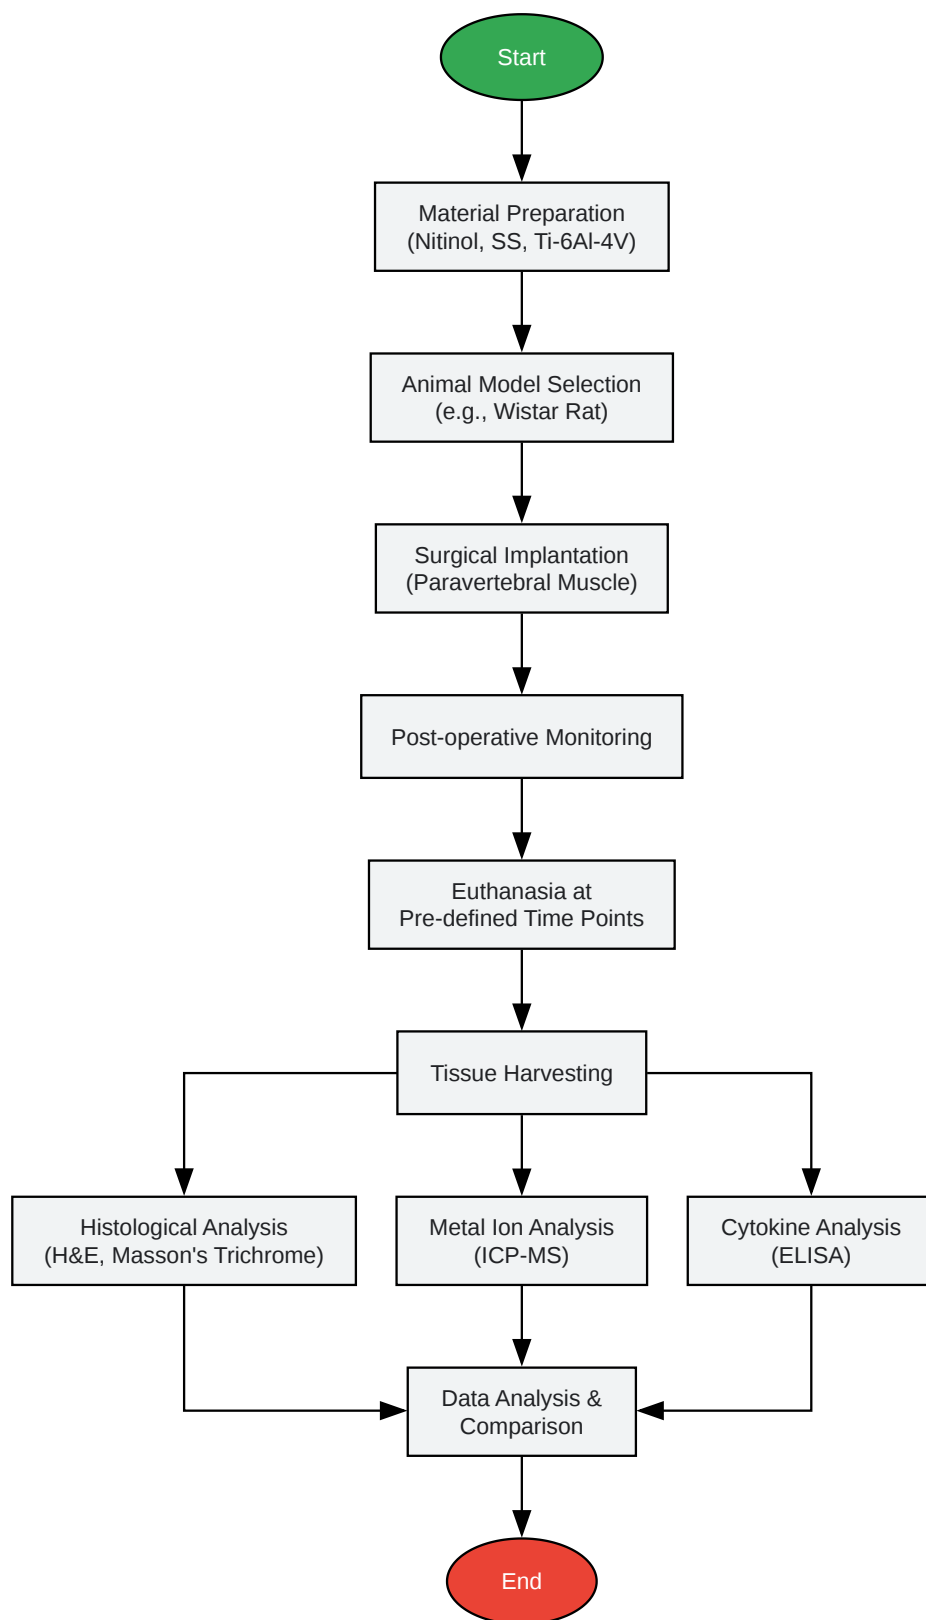 Start
Material Preparation
(Nitinol, SS, Ti-6Al-4V)
Animal Model Selection
(e.g., Wistar Rat)
Surgical Implantation
(Paravertebral Muscle)
Post-operative Monitoring
Euthanasia at
Pre-defined Time Points
Tissue Harvesting
Histological Analysis
(H&E, Masson's Trichrome)
Metal Ion Analysis
(ICP-MS)
Cytokine Analysis
(ELISA)
Data Analysis &
Comparison
End